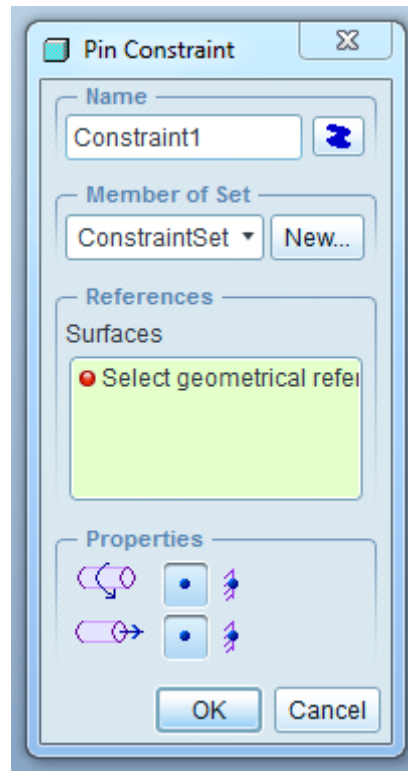 Pin Constraint
Name
Constraint1
Member of Set
ConstraintSet
New...
References
Surfaces
Select geometrical refer
Properties
OK
Cancel